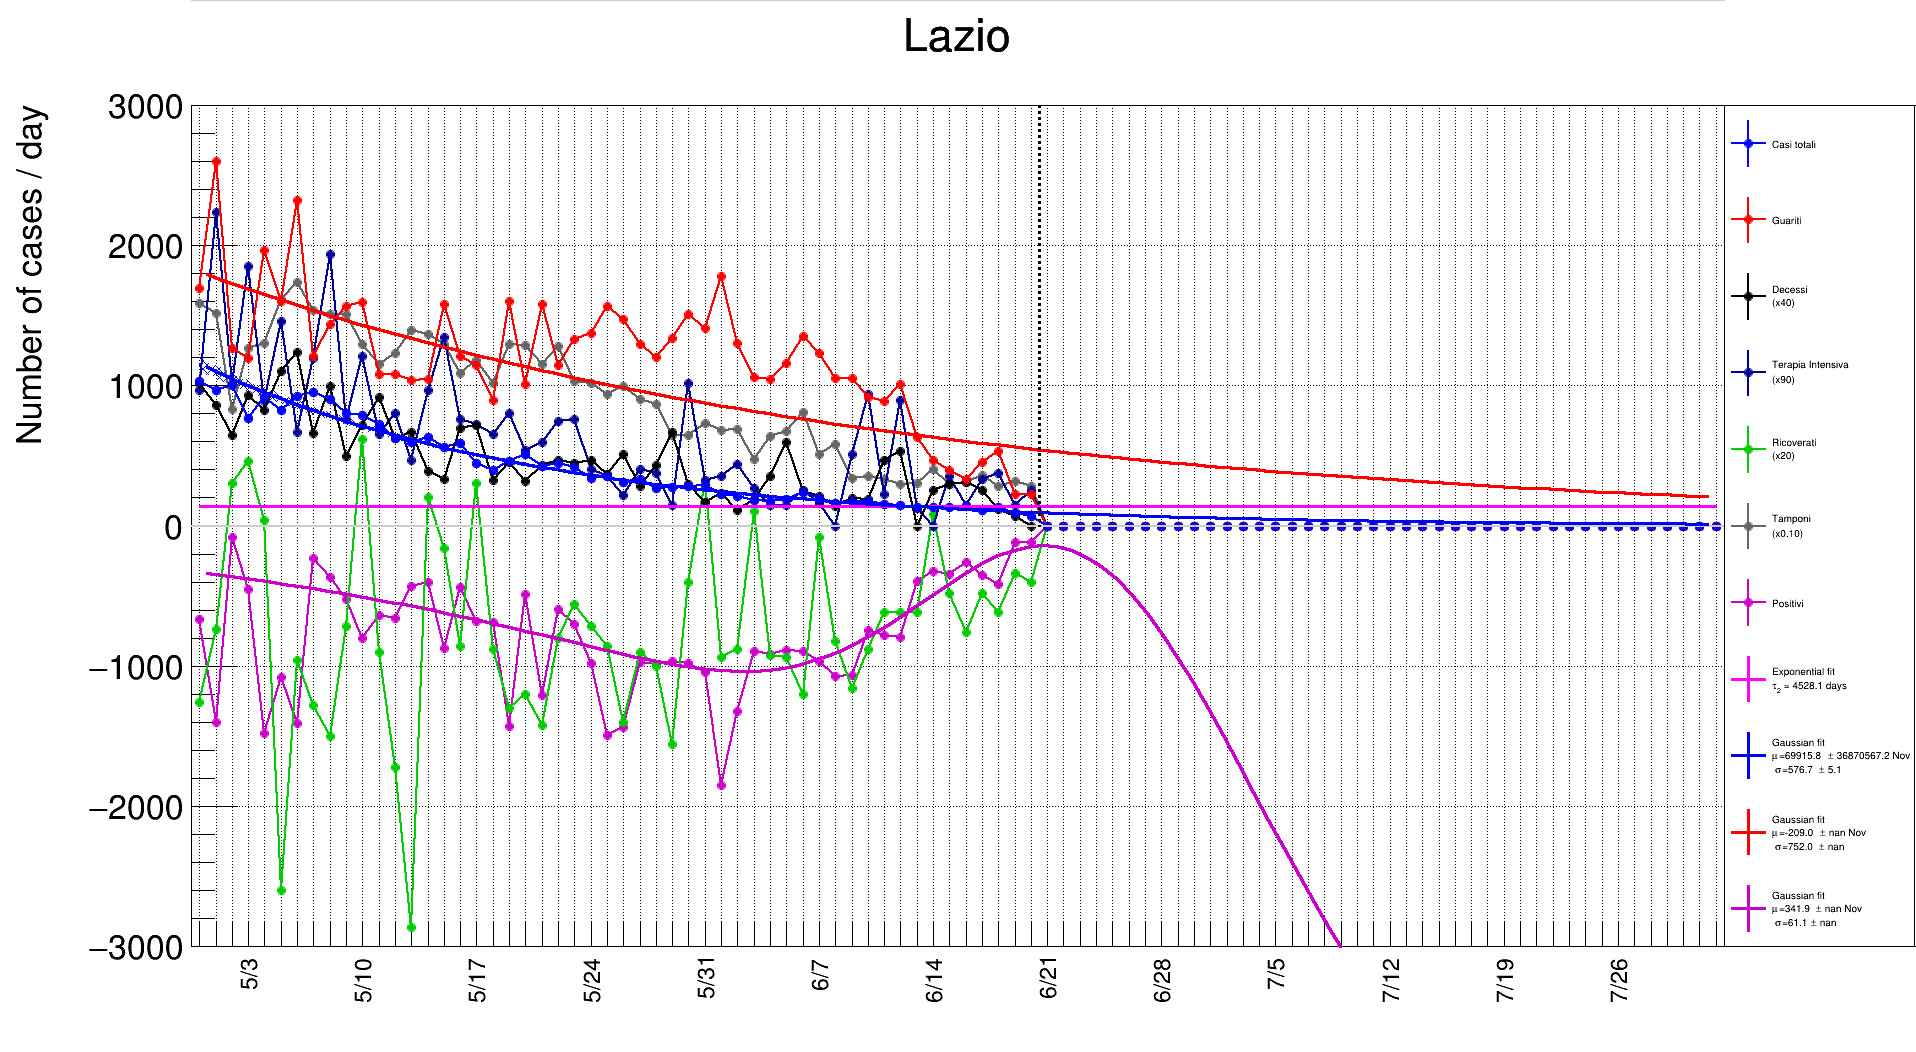 Lazio
Number of cases / day
3000
2000
1000
0
−1000
−2000
−3000
5/3
5/10
5/17
5/24
5/31
6/7
6/14
6/21
6/28
7/5
7/12
7/19
7/26
Casi totali
Guariti
Decessi
(x40)
Terapia Intensiva
(x90)
Ricoverati
(x20)
Tamponi
(x0.10)
Positivi
Exponential fit
τ2 = 4528.1 days
Gaussian fit
μ=69915.8 ± 36870567.2 Nov
σ=576.7 ± 5.1
Gaussian fit
μ=-209.0 ± nan Nov
σ=752.0 ± nan
Gaussian fit
μ=341.9 ± nan Nov
σ=61.1 ± nan